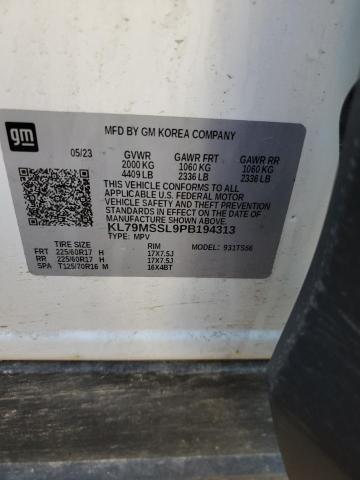 gm
MFD BY GM KOREA COMPANY
05/23 GVWR GAWR FRT GAWR RR
2000 KG 1060 KG 1060 KG
4409 LB 2336 LB 2336 LB
THIS VEHICLE CONFORMS TO ALL APPLICABLE
U.S. FEDERAL MOTOR
VEHICLE SAFETY AND THEFT PREVENTION
STANDARDS IN EFFECT ON THE DATE OF
MANUFACTURE SHOWN ABOVE.
KL79MSSL9PB194313
TYPE: MPV MODEL: 931TS56
TIRE SIZE RIM
FRT 225/60R17 H 17X7.5J
RR 225/60R17 H 17X7.5J
SPA T125/70R16 M 16X4BT